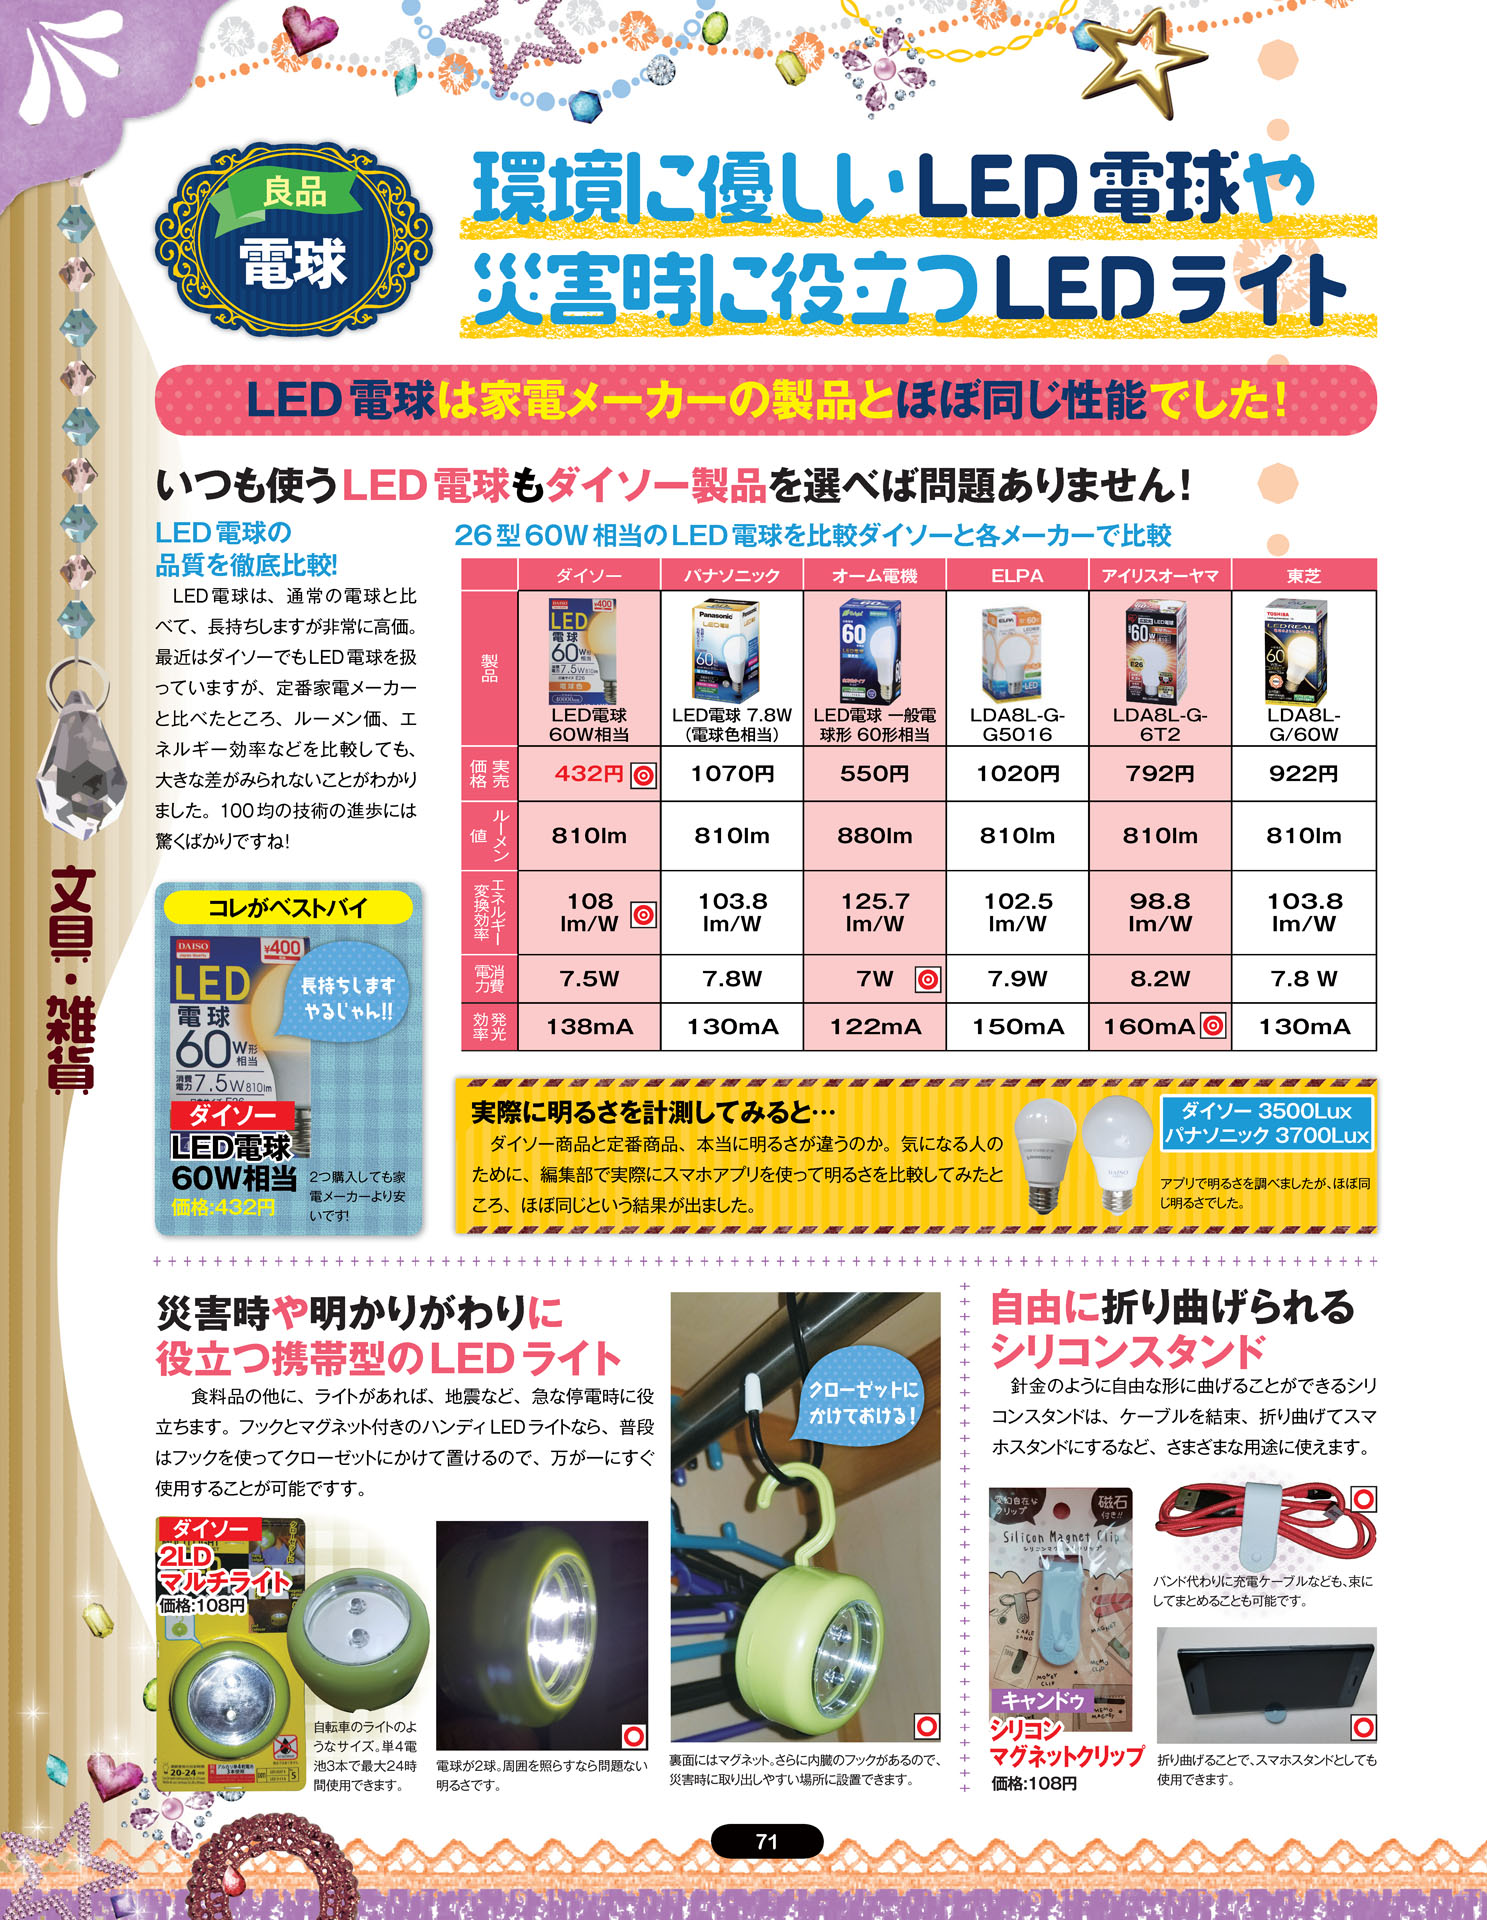 良品
電球
環境に優しいLED電球や
災害時に役立つLEDライト
LED電球は家電メーカーの製品とほぼ同じ性能でした!
いつも使うLED電球もダイソー製品を選べば問題ありません!
LED電球の
品質を徹底比較!
LED電球は、通常の電球と比
べて、長持ちしますが非常に高価。
最近はダイソーでもLED電球を扱
っていますが、定番家電メーカー
と比べたところ、ルーメン価、エ
ネルギー効率などを比較しても、
大きな差がみられないことがわかり
ました。100均の技術の進歩には
驚くばかりですね!
26型60W相当のLED電球を比較ダイソーと各メーカーで比較
ダイソー パナソニック オーム電機 ELPA アイリスオーヤマ 東芝
製品
LED電球 60W相当
LED電球 7.8W (電球色相当)
LED電球 一般電球形 60形相当
LDA8L-G-G5016
LDA8L-G-6T2
LDA8L-G/60W
実売価格 432円 1070円 550円 1020円 792円 922円
ルーメン値 810lm 810lm 880lm 810lm 810lm 810lm
エネルギー変換効率 108 lm/W 103.8 lm/W 125.7 lm/W 102.5 lm/W 98.8 lm/W 103.8 lm/W
消費電力 7.5W 7.8W 7W 7.9W 8.2W 7.8 W
発光効率 138mA 130mA 122mA 150mA 160mA 130mA
コレがベストバイ
DAISO
¥400
LED
電球
60W形相当
消費電力7.5W 810lm
長持ちします
やるじゃん!!
ダイソー
LED電球
60W相当
価格:432円
2つ購入しても家
電メーカーより安
いです!
実際に明るさを計測してみると…
ダイソー商品と定番商品、本当に明るさが違うのか。気になる人の
ために、編集部で実際にスマホアプリを使って明るさを比較してみたと
ころ、ほぼ同じという結果が出ました。
ダイソー 3500Lux
パナソニック 3700Lux
アプリで明るさを調べましたが、ほぼ同
じ明るさでした。
文具・雑貨
災害時や明かりがわりに
役立つ携帯型のLEDライト
食料品の他に、ライトがあれば、地震など、急な停電時に役
立ちます。フックとマグネット付きのハンディLEDライトなら、普段
はフックを使ってクローゼットにかけて置けるので、万が一にすぐ
使用することが可能ですす。
ダイソー
2LD
マルチライト
価格:108円
20-24時間
自転車のライトのよ
うなサイズ。単4電
池3本で最大24時
間使用できます。
電球が2球。周囲を照らすなら問題ない
明るさです。
クローゼットに
かけておける!
裏面にはマグネット。さらに内臓のフックがあるので、
災害時に取り出しやすい場所に設置できます。
自由に折り曲げられる
シリコンスタンド
針金のように自由な形に曲げることができるシリ
コンスタンドは、ケーブルを結束、折り曲げてスマ
ホスタンドにするなど、さまざまな用途に使えます。
変幻自在な
クリップ
磁石
付き!!
Silicon Magnet Clip
シリコンマグネットクリップ
CABLE BAND
MAGNET
MEMO CLIP
MONEY CLIP
キャンドゥ
シリコン
マグネットクリップ
価格:108円
バンド代わりに充電ケーブルなども、束に
してまとめることも可能です。
折り曲げることで、スマホスタンドとしても
使用できます。
71